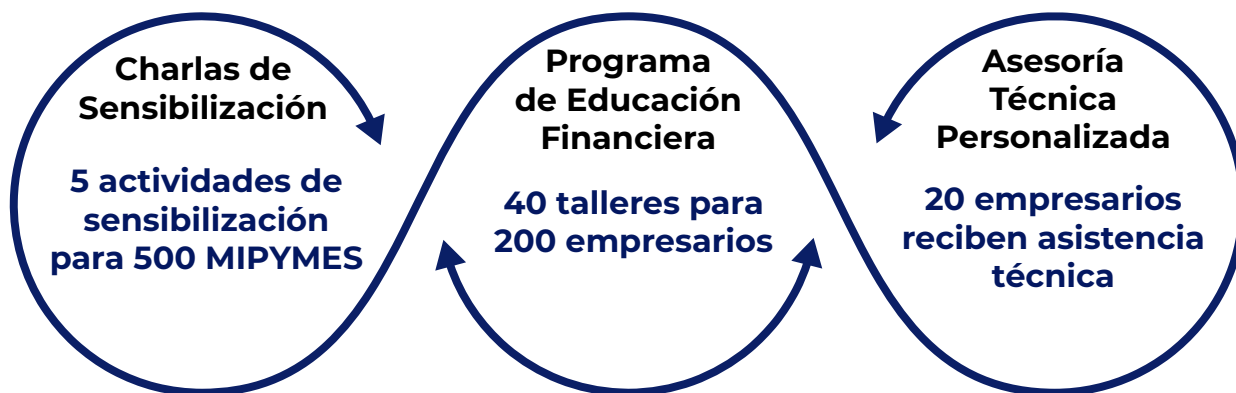 Charlas de
Sensibilización
5 actividades de
sensibilización
para 500 MIPYMES
Programa
de Educación
Financiera
40 talleres para
200 empresarios
Asesoría
Técnica
Personalizada
20 empresarios
reciben asistencia
técnica